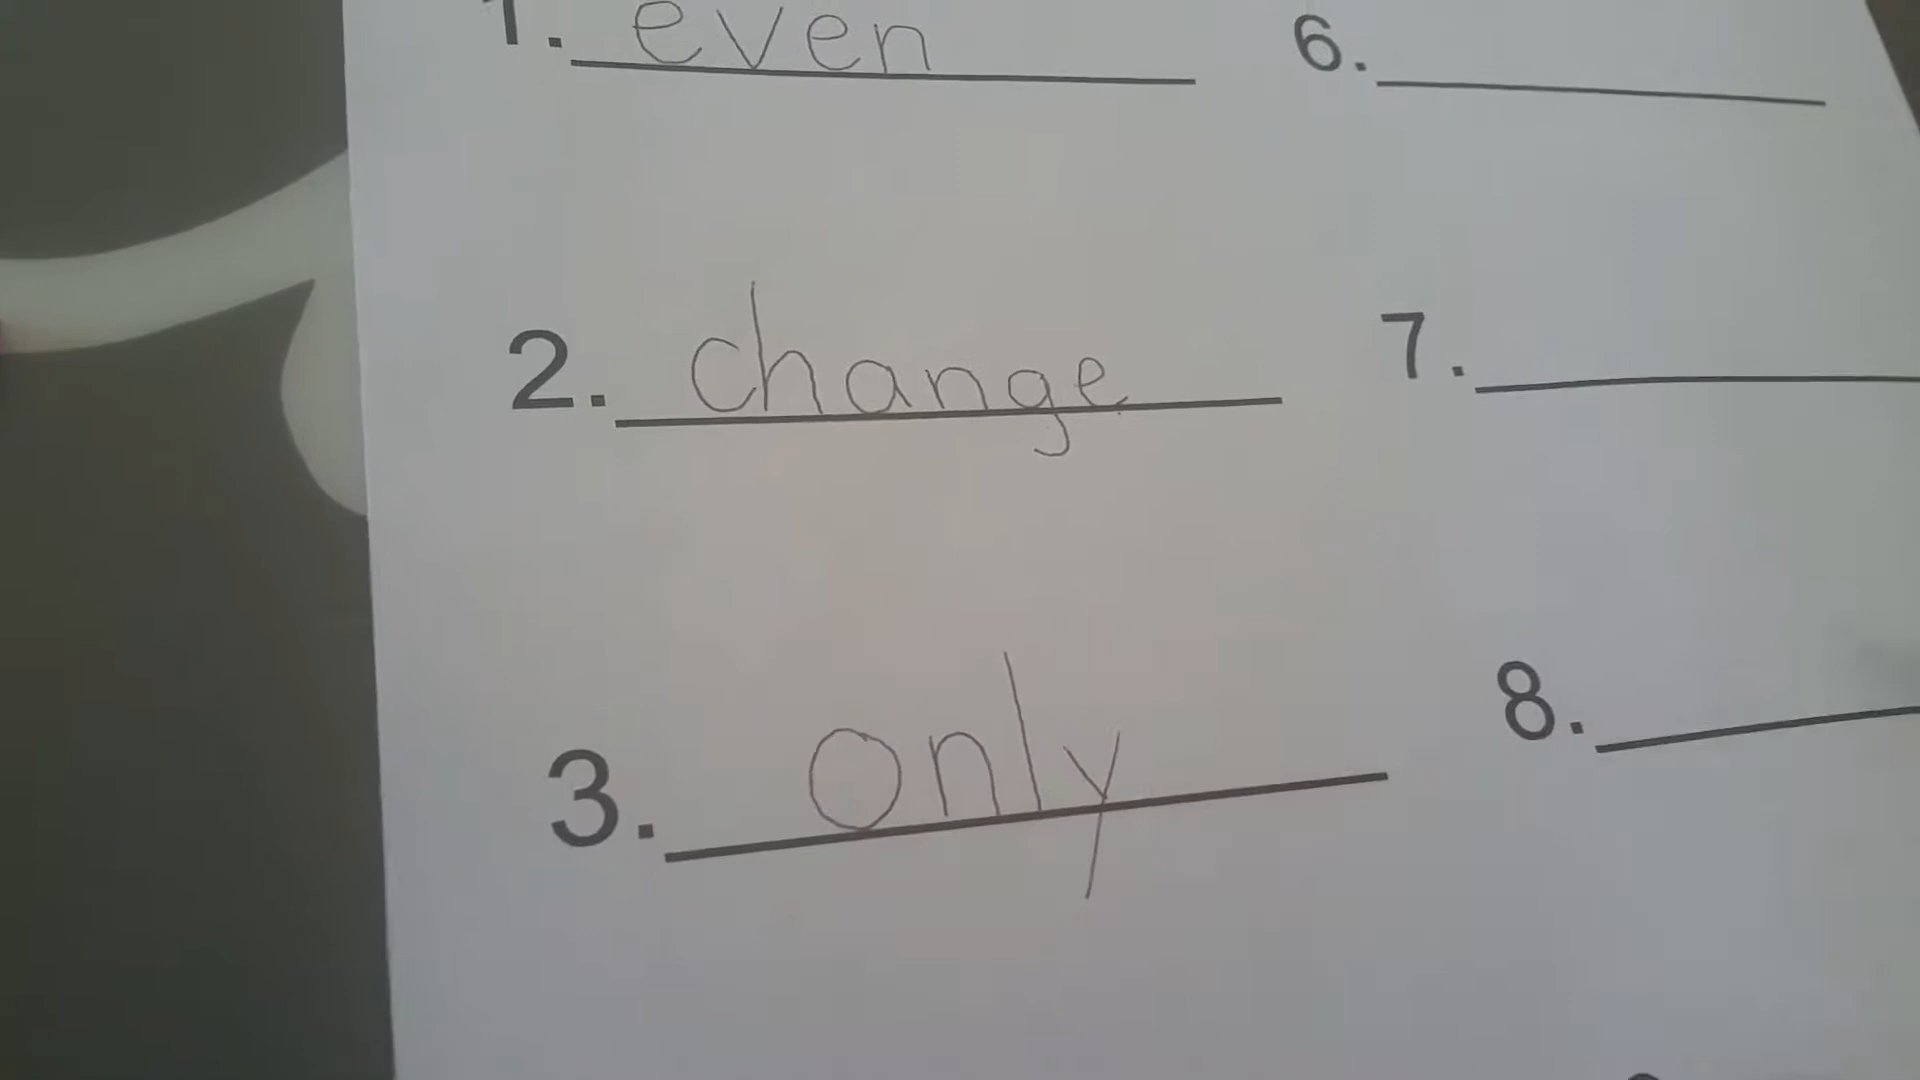 1. even
2. change
3. only
6.
7.
8.